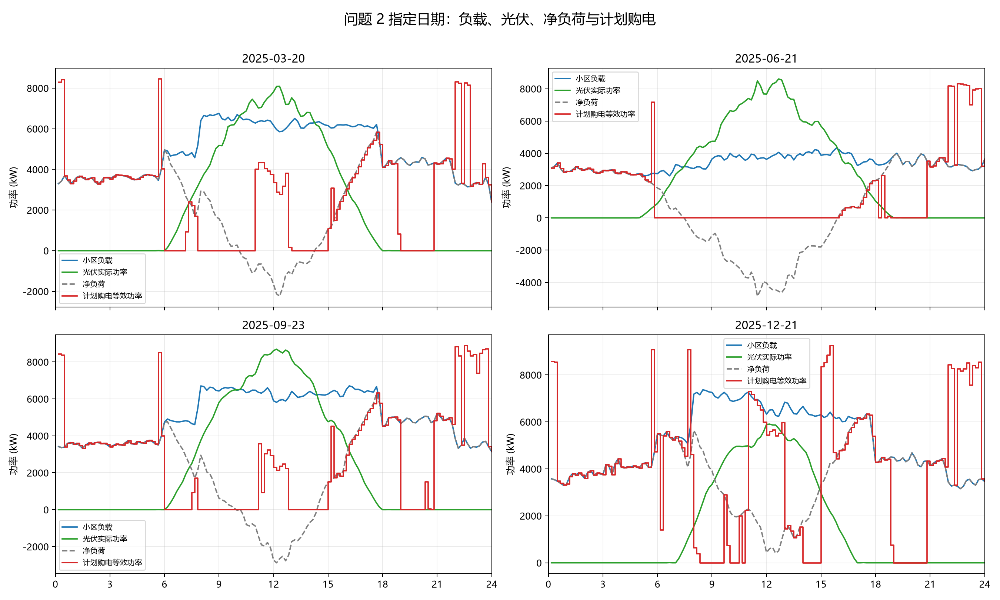 问题 2 指定日期：负载、光伏、净负荷与计划购电
2025-03-20
功率 (kW)
8000
6000
4000
2000
0
-2000
小区负载
光伏实际功率
净负荷
计划购电等效功率
2025-06-21
功率 (kW)
8000
6000
4000
2000
0
-2000
-4000
小区负载
光伏实际功率
净负荷
计划购电等效功率
2025-09-23
功率 (kW)
8000
6000
4000
2000
0
-2000
小区负载
光伏实际功率
净负荷
计划购电等效功率
0 3 6 9 12 15 18 21 24
2025-12-21
功率 (kW)
8000
6000
4000
2000
0
小区负载
光伏实际功率
净负荷
计划购电等效功率
0 3 6 9 12 15 18 21 24